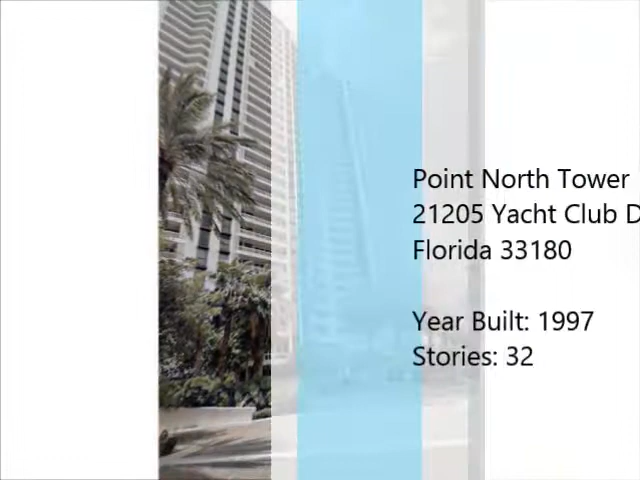 Point North Tower
21205 Yacht Club D
Florida 33180
Year Built: 1997
Stories: 32